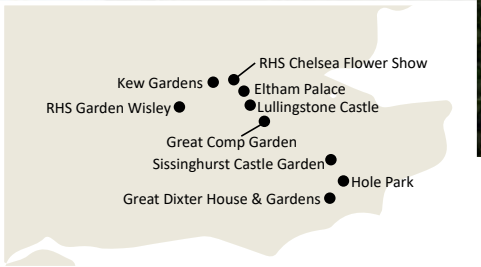 RHS Chelsea Flower Show
Kew Gardens
Eltham Palace
RHS Garden Wisley
Lullingstone Castle
Great Comp Garden
Sissinghurst Castle Garden
Hole Park
Great Dixter House & Gardens